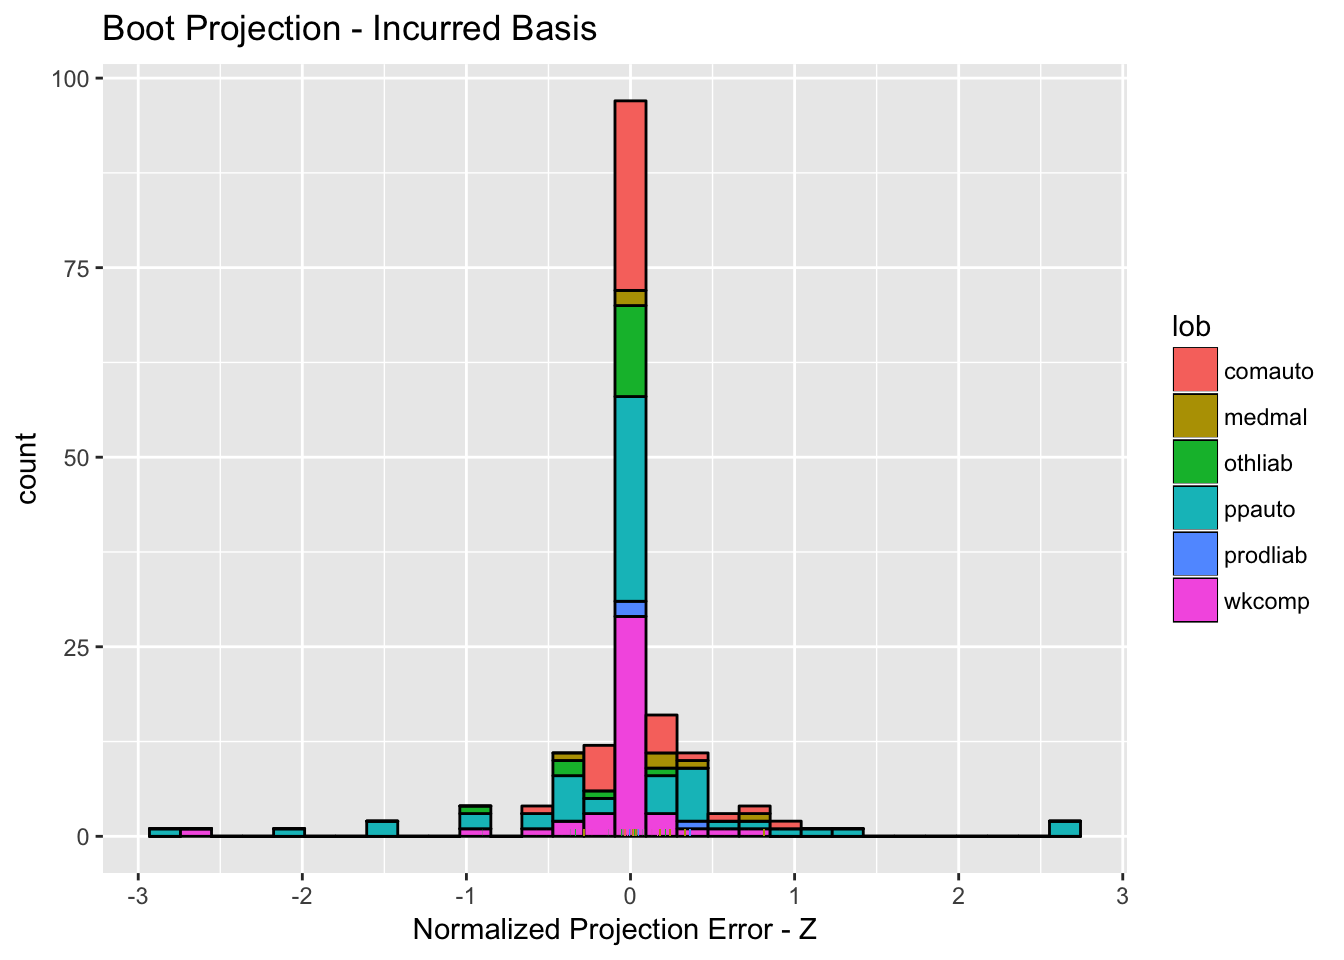 Boot Projection - Incurred Basis
100
75
50
25
0
count
-3
-2
-1
0
1
2
3
Normalized Projection Error - Z
lob
comauto
medmal
othliab
ppauto
prodliab
wkcomp